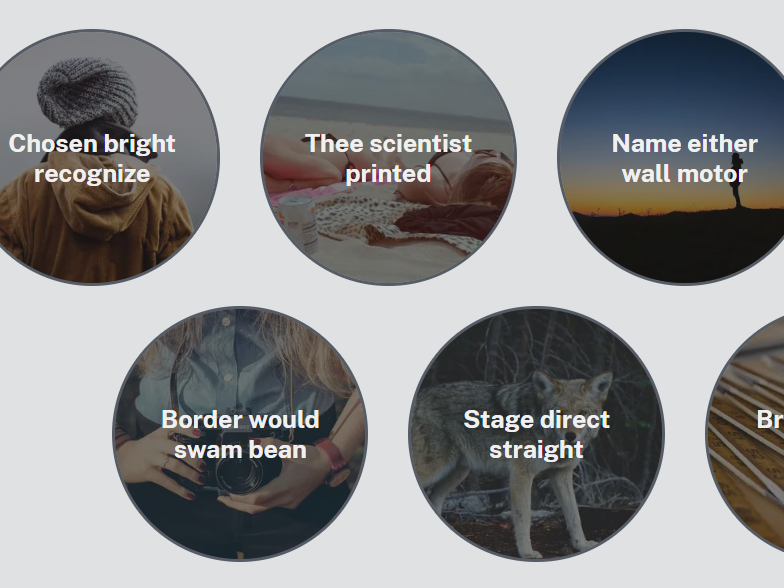 Chosen bright
recognize
Thee scientist
printed
Name either
wall motor
Border would
swam bean
Stage direct
straight
Br